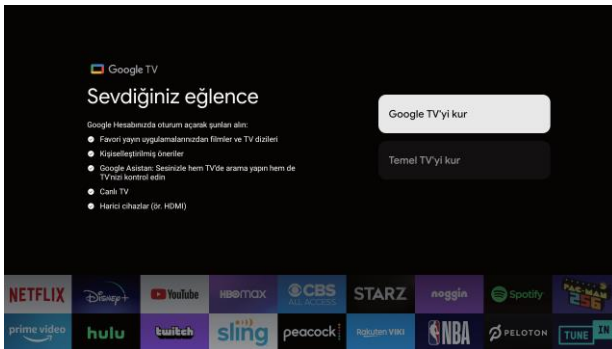 Google TV
Sevdiğiniz eğlence
Google Hesabınızda oturum açarak şunları alın:
Favori yayın uygulamalarınızdan filmler ve TV dizileri
Kişiselleştirilmiş öneriler
Google Asistan: Sesinizle hem TV'de arama yapın hem de
TV'nizi kontrol edin
Canlı TV
Harici cihazlar (ör. HDMI)
Google TV'yi kur
Temel TV'yi kur
NETFLIX Disney+ YouTube HBOMAX CBS ALL ACCESS STARZ noggin Spotify PAC-MAN 256
prime video hulu twitch sling peacock Rakuten VIKI NBA PELOTON TUNE IN